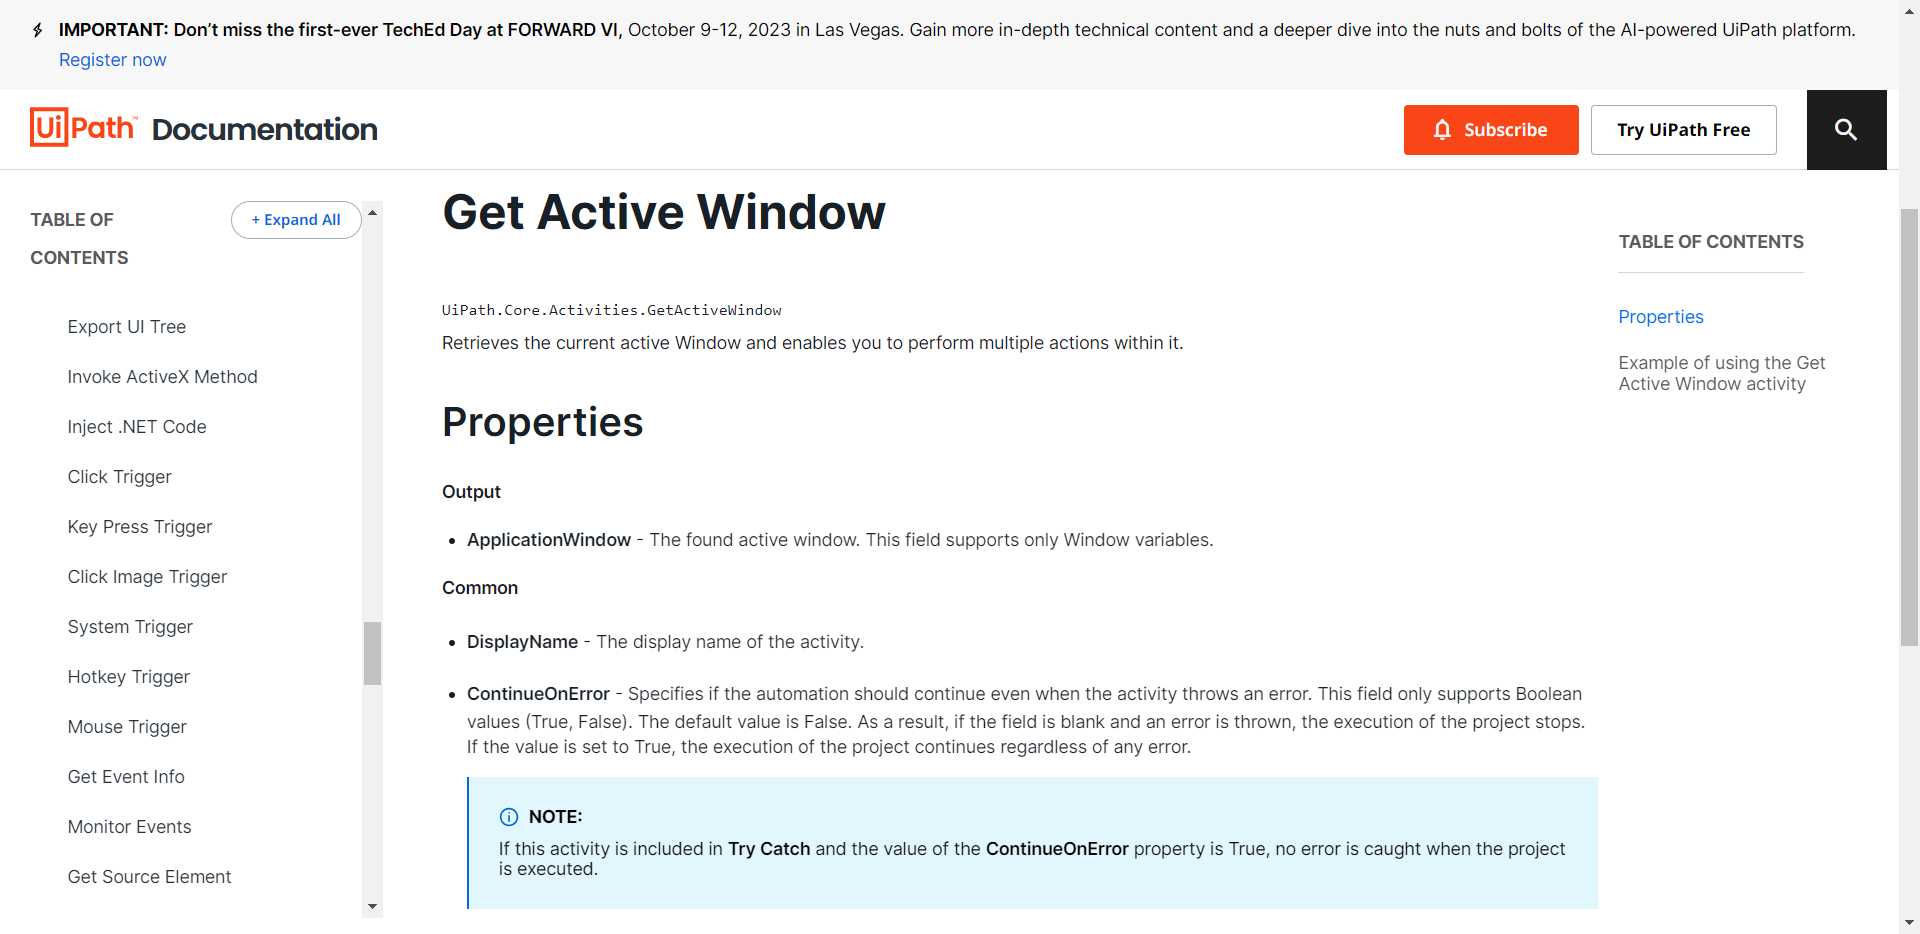 IMPORTANT: Don’t miss the first-ever TechEd Day at FORWARD VI, October 9-12, 2023 in Las Vegas. Gain more in-depth technical content and a deeper dive into the nuts and bolts of the AI-powered UiPath platform.
Register now
UiPath™ Documentation
Subscribe
Try UiPath Free
TABLE OF
CONTENTS
+ Expand All
Export UI Tree
Invoke ActiveX Method
Inject .NET Code
Click Trigger
Key Press Trigger
Click Image Trigger
System Trigger
Hotkey Trigger
Mouse Trigger
Get Event Info
Monitor Events
Get Source Element
Get Active Window
UiPath.Core.Activities.GetActiveWindow
Retrieves the current active Window and enables you to perform multiple actions within it.
Properties
Output
• ApplicationWindow - The found active window. This field supports only Window variables.
Common
• DisplayName - The display name of the activity.
• ContinueOnError - Specifies if the automation should continue even when the activity throws an error. This field only supports Boolean
values (True, False). The default value is False. As a result, if the field is blank and an error is thrown, the execution of the project stops.
If the value is set to True, the execution of the project continues regardless of any error.
NOTE:
If this activity is included in Try Catch and the value of the ContinueOnError property is True, no error is caught when the project
is executed.
TABLE OF CONTENTS
Properties
Example of using the Get
Active Window activity